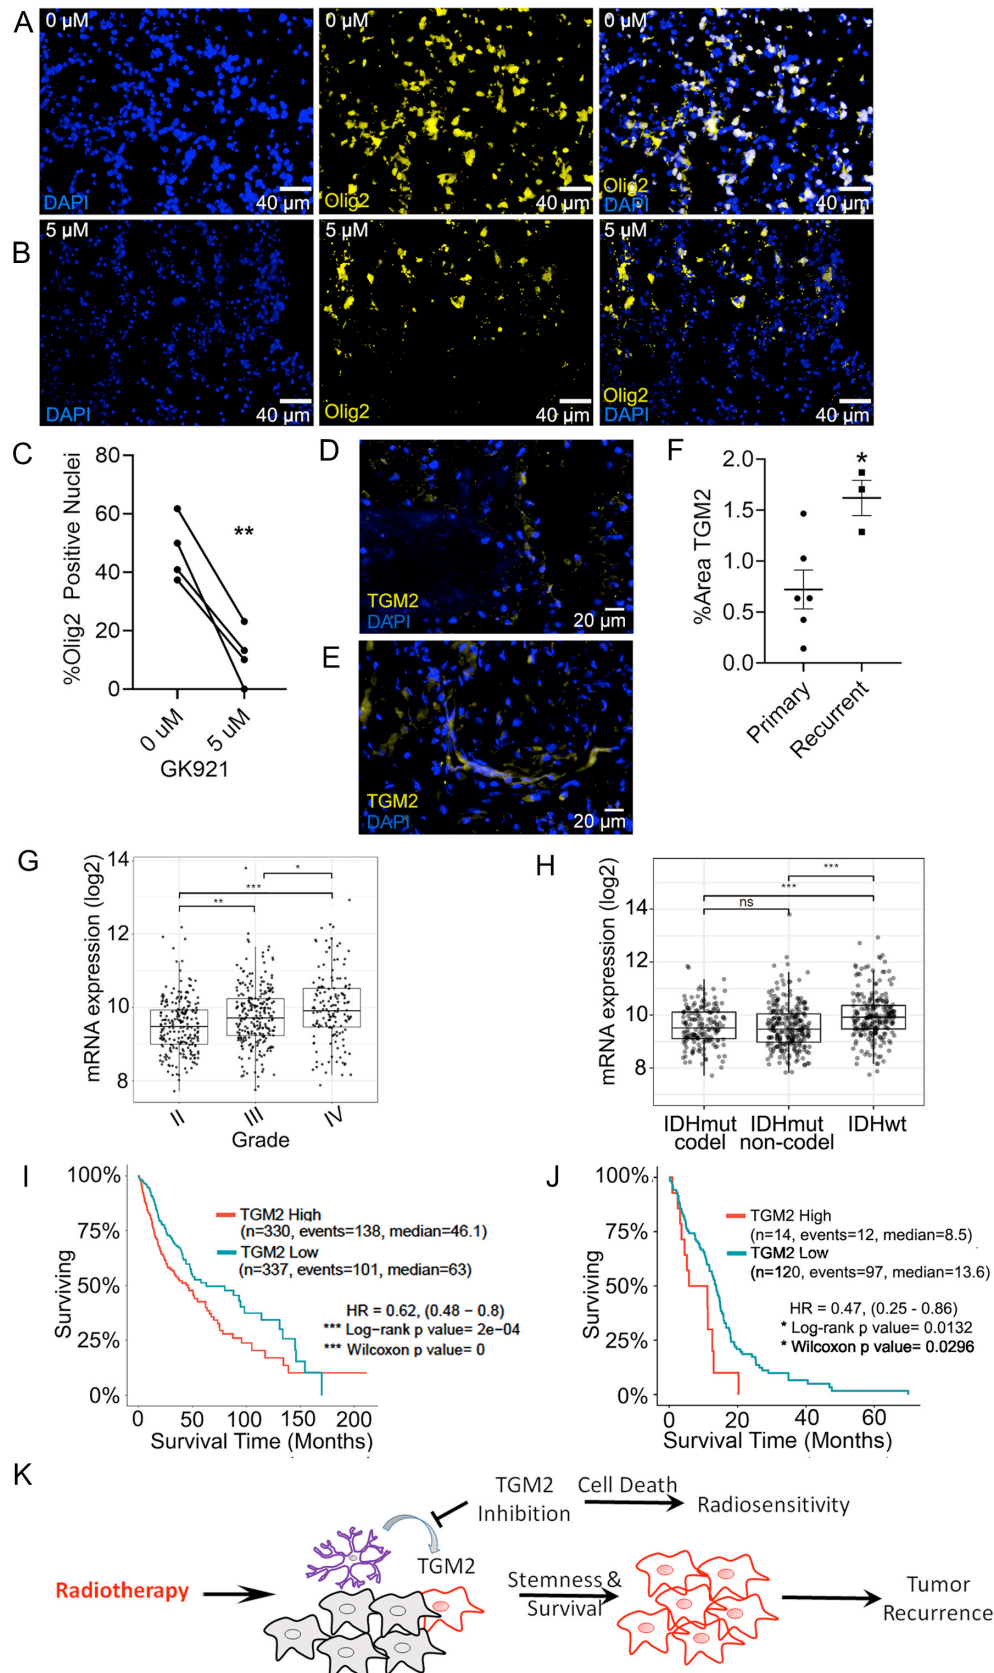 A
0 µM
DAPI
40 µm
0 µM
Olig2
40 µm
0 µM
Olig2
DAPI
40 µm
B
5 µM
DAPI
40 µm
5 µM
Olig2
40 µm
5 µM
Olig2
DAPI
40 µm
C
%Olig2 Positive Nuclei
80
60
40
20
0
**
0 uM
5 uM
GK921
D
TGM2
DAPI
20 µm
E
TGM2
DAPI
20 µm
F
%Area TGM2
2.0
1.5
1.0
0.5
0.0
*
Primary
Recurrent
G
mRNA expression (log2)
14
12
10
8
*
***
**
II
III
IV
Grade
H
mRNA expression (log2)
14
12
10
8
***
***
ns
IDHmut
codel
IDHmut
non-codel
IDHwt
I
Surviving
100%
75%
50%
25%
0%
TGM2 High
(n=330, events=138, median=46.1)
TGM2 Low
(n=337, events=101, median=63)
HR = 0.62, (0.48 – 0.8)
*** Log–rank p value= 2e–04
*** Wilcoxon p value= 0
0 50 100 150 200
Survival Time (Months)
J
Surviving
100%
75%
50%
25%
0%
TGM2 High
(n=14, events=12, median=8.5)
TGM2 Low
(n=120, events=97, median=13.6)
HR = 0.47, (0.25 - 0.86)
* Log-rank p value= 0.0132
* Wilcoxon p value= 0.0296
0 20 40 60
Survival Time (Months)
K
TGM2
Inhibition
Cell Death
Radiosensitivity
TGM2
Radiotherapy
Stemness &
Survival
Tumor
Recurrence